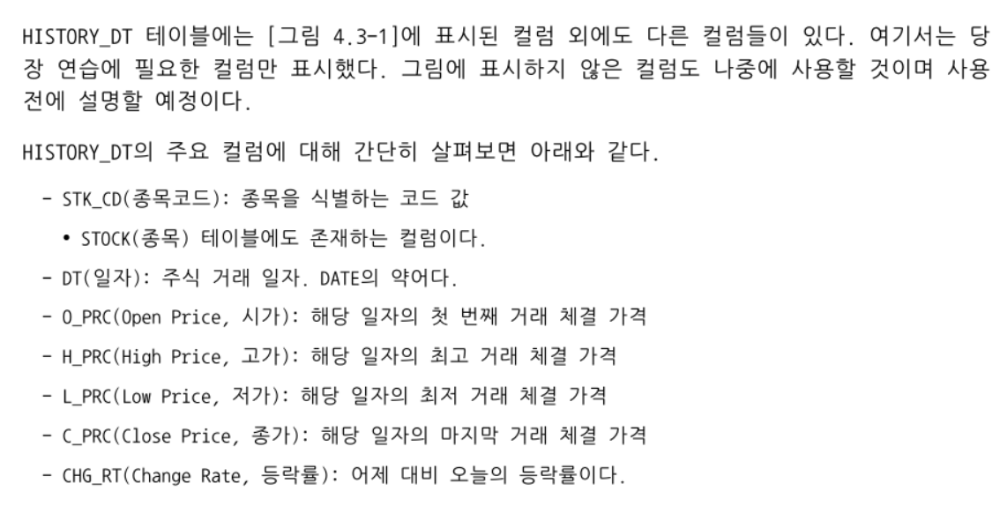 HISTORY_DT 테이블에는 [그림 4.3-1]에 표시된 컬럼 외에도 다른 컬럼들이 있다. 여기서는 당
장 연습에 필요한 컬럼만 표시했다. 그림에 표시하지 않은 컬럼도 나중에 사용할 것이며 사용
전에 설명할 예정이다.
HISTORY_DT의 주요 컬럼에 대해 간단히 살펴보면 아래와 같다.
- STK_CD(종목코드): 종목을 식별하는 코드 값
• STOCK(종목) 테이블에도 존재하는 컬럼이다.
- DT(일자): 주식 거래 일자. DATE의 약어다.
- O_PRC(Open Price, 시가): 해당 일자의 첫 번째 거래 체결 가격
- H_PRC(High Price, 고가): 해당 일자의 최고 거래 체결 가격
- L_PRC(Low Price, 저가): 해당 일자의 최저 거래 체결 가격
- C_PRC(Close Price, 종가): 해당 일자의 마지막 거래 체결 가격
- CHG_RT(Change Rate, 등락률): 어제 대비 오늘의 등락률이다.